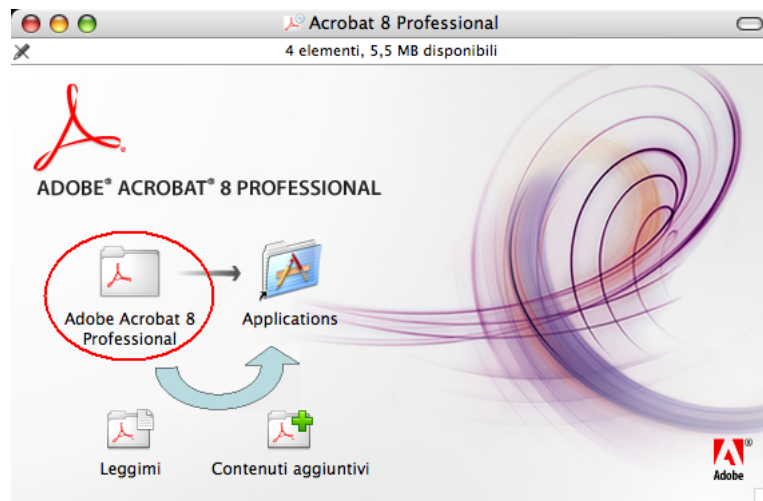 Acrobat 8 Professional
4 elementi, 5,5 MB disponibili
ADOBE® ACROBAT® 8 PROFESSIONAL
Adobe Acrobat 8
Professional
Applications
Leggimi
Contenuti aggiuntivi
Adobe